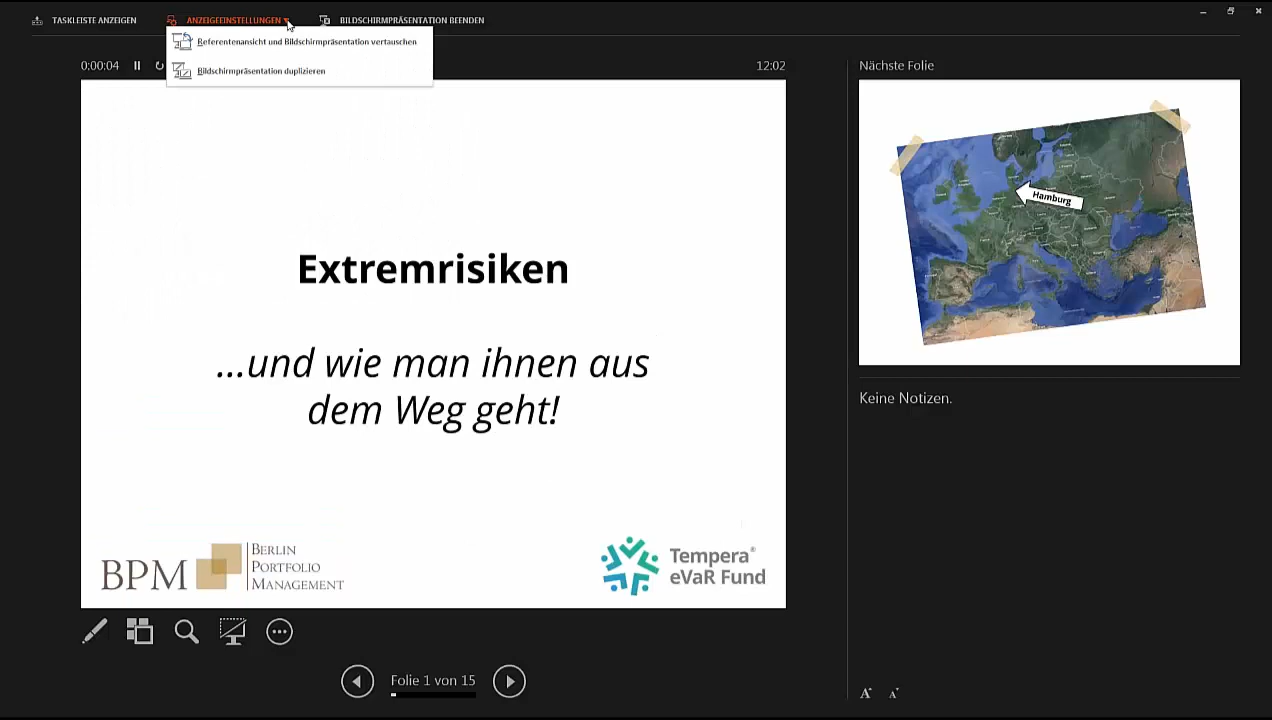 TASKLEISTE ANZEIGEN
ANZEIGEEINSTELLUNGEN
BILDSCHIRMPRÄSENTATION BEENDEN
Referentenansicht und Bildschirmpräsentation vertauschen
Bildschirmpräsentation duplizieren
0:00:04
12:02
Extremrisiken
...und wie man ihnen aus
dem Weg geht!
BPM
BERLIN
PORTFOLIO
MANAGEMENT
Tempera®
eVaR Fund
Folie 1 von 15
Nächste Folie
Hamburg
Keine Notizen.
A A